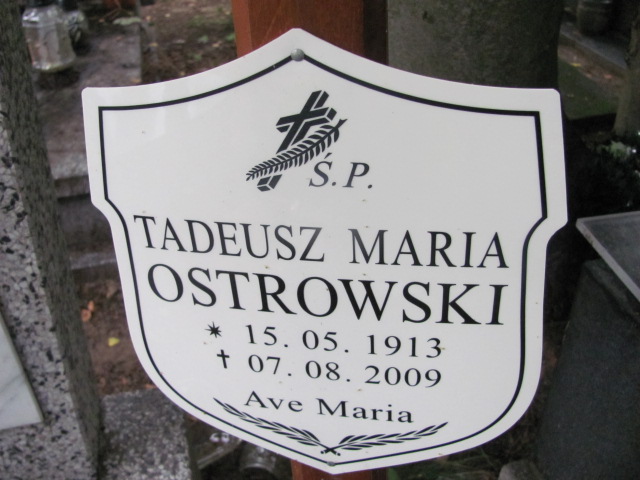 Ś.P.
TADEUSZ MARIA
OSTROWSKI
* 15. 05. 1913
† 07. 08. 2009
Ave Maria